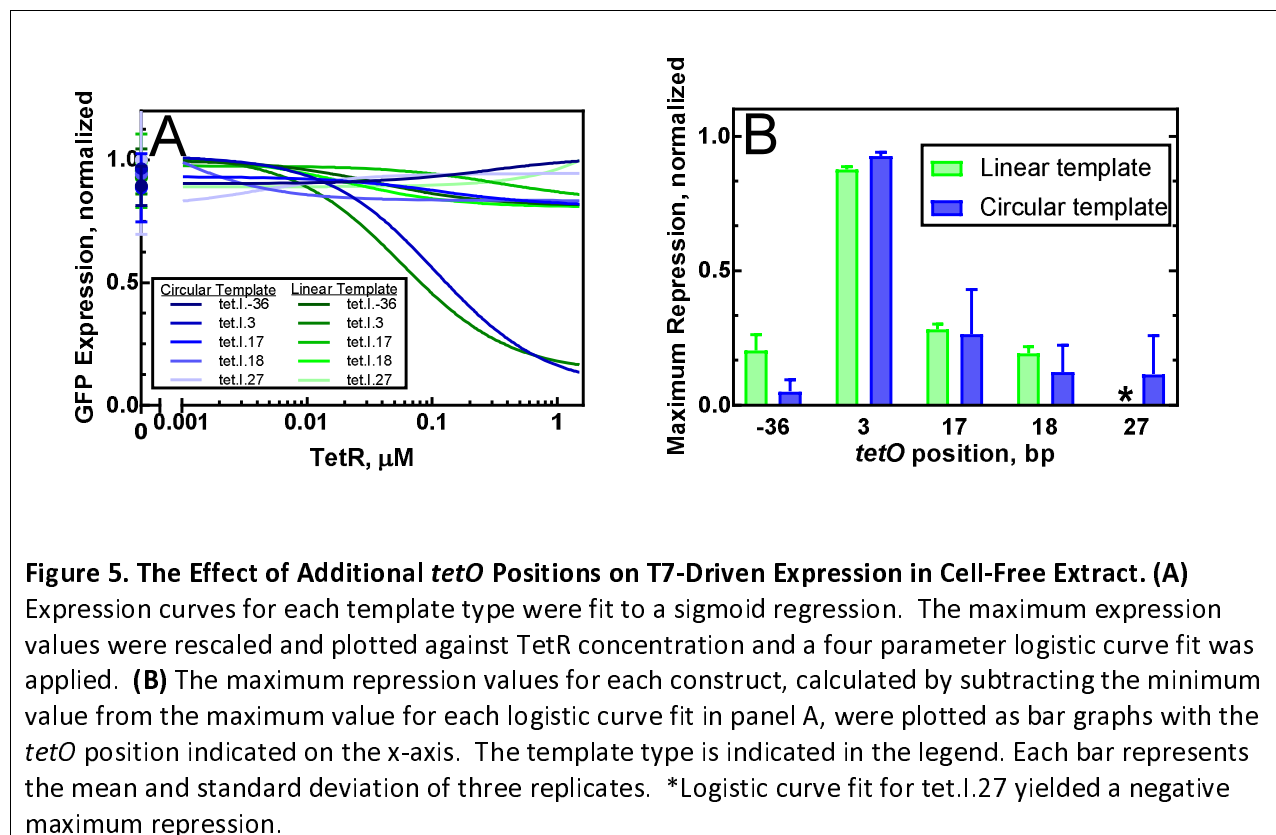 A
GFP Expression, normalized
1.0
0.5
0.0
0
0.001
0.01
0.1
1
TetR, μM
Circular Template Linear Template
tet.I.-36 tet.I.-36
tet.I.3 tet.I.3
tet.I.17 tet.I.17
tet.I.18 tet.I.18
tet.I.27 tet.I.27
B
Maximum Repression, normalized
1.0
0.5
0.0
Linear template
Circular template
*
-36 3 17 18 27
tetO position, bp
Figure 5. The Effect of Additional tetO Positions on T7-Driven Expression in Cell-Free Extract. (A)
Expression curves for each template type were fit to a sigmoid regression. The maximum expression
values were rescaled and plotted against TetR concentration and a four parameter logistic curve fit was
applied. (B) The maximum repression values for each construct, calculated by subtracting the minimum
value from the maximum value for each logistic curve fit in panel A, were plotted as bar graphs with the
tetO position indicated on the x-axis. The template type is indicated in the legend. Each bar represents
the mean and standard deviation of three replicates. *Logistic curve fit for tet.I.27 yielded a negative
maximum repression.